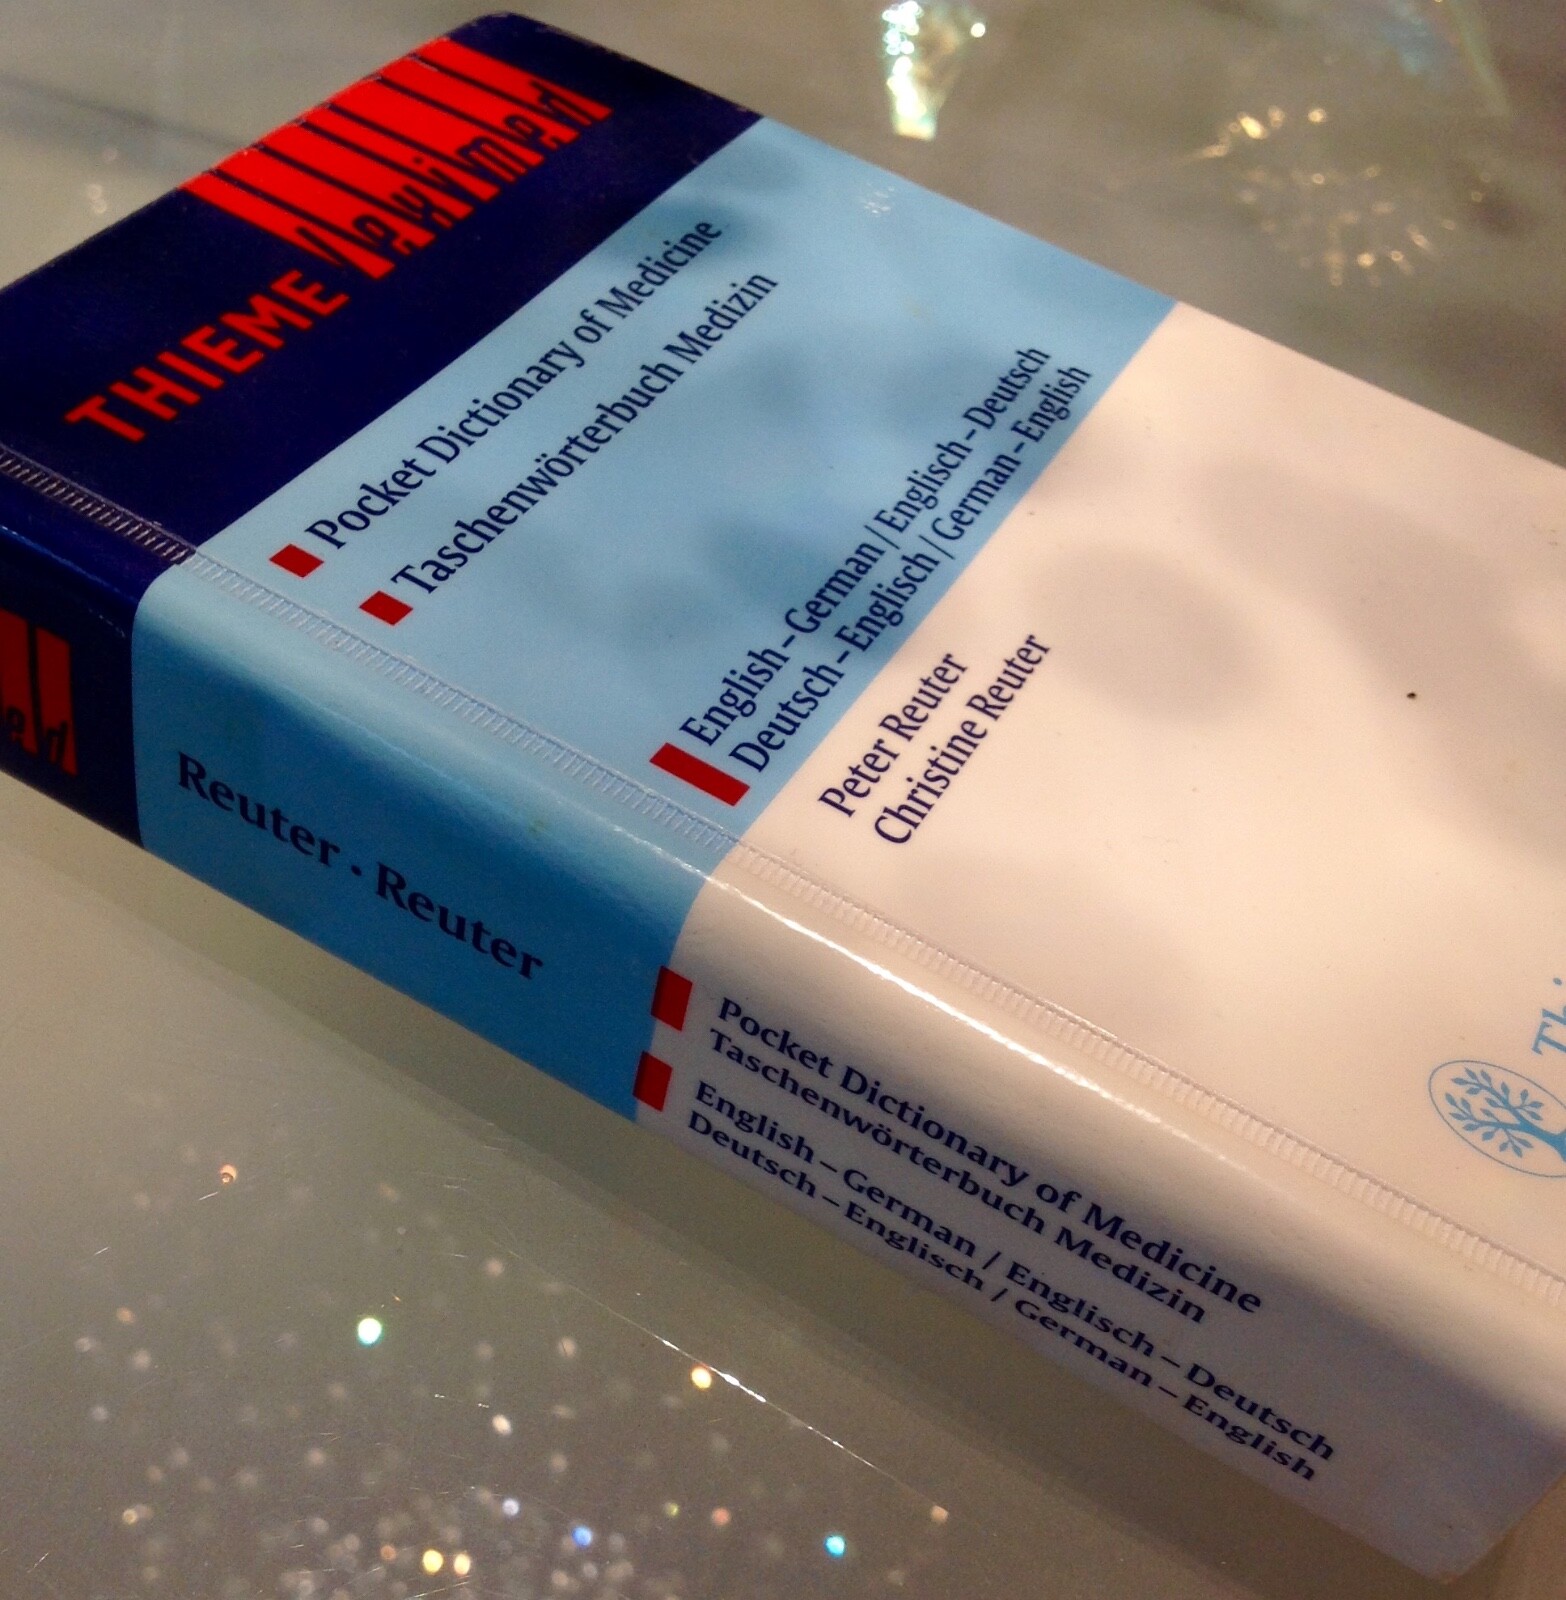 THIEME leximed
Pocket Dictionary of Medicine
Taschenwörterbuch Medizin
English – German / Englisch – Deutsch
Deutsch – Englisch / German – English
Peter Reuter
Christine Reuter
Reuter · Reuter
Pocket Dictionary of Medicine
Taschenwörterbuch Medizin
English – German / Englisch – Deutsch
Deutsch – Englisch / German – English